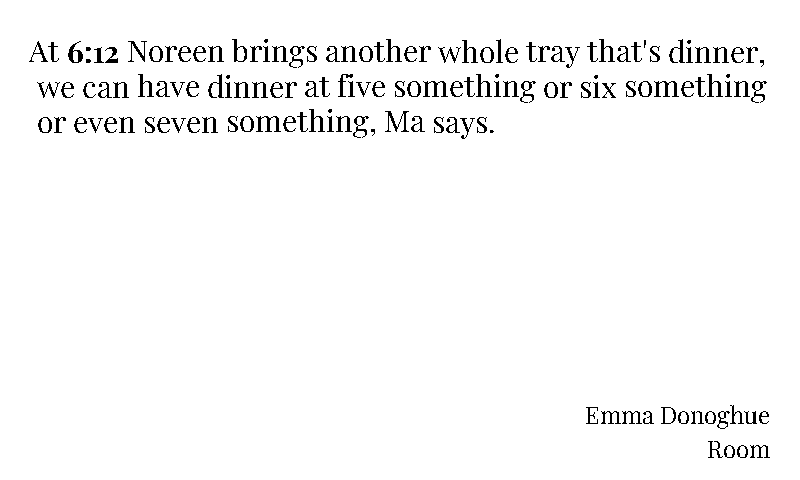 At 6:12 Noreen brings another whole tray that's dinner,
we can have dinner at five something or six something
or even seven something, Ma says.
Emma Donoghue
Room